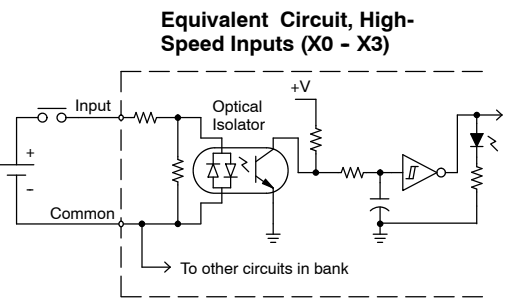 Equivalent Circuit, High-
Speed Inputs (X0 - X3)
+V
Input
Optical
Isolator
+
-
Common
To other circuits in bank